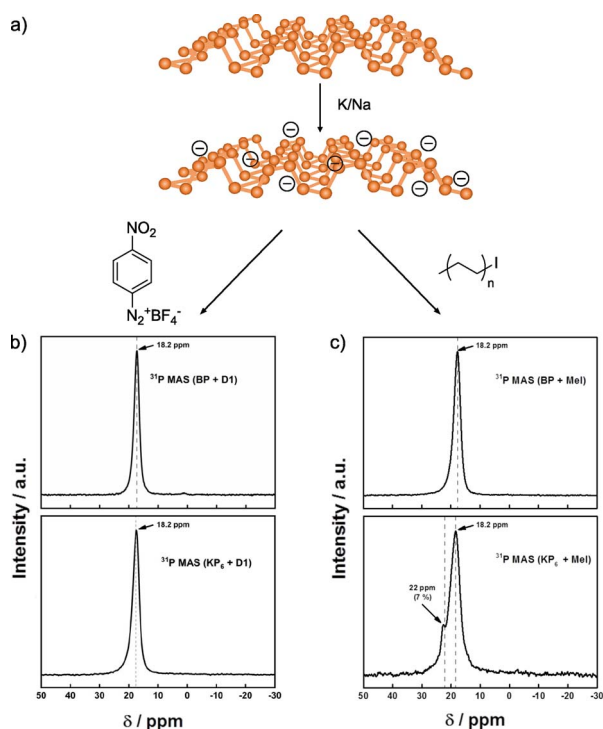 a)
K/Na
NO₂
N₂⁺BF₄⁻
I
n
b)
18.2 ppm
³¹P MAS (BP + D1)
Intensity / a.u.
18.2 ppm
³¹P MAS (KP₆ + D1)
50 40 30 20 10 0 -10 -20 -30
δ / ppm
c)
18.2 ppm
³¹P MAS (BP + MeI)
Intensity / a.u.
18.2 ppm
³¹P MAS (KP₆ + MeI)
22 ppm
(7 %)
50 40 30 20 10 0 -10 -20 -30
δ / ppm